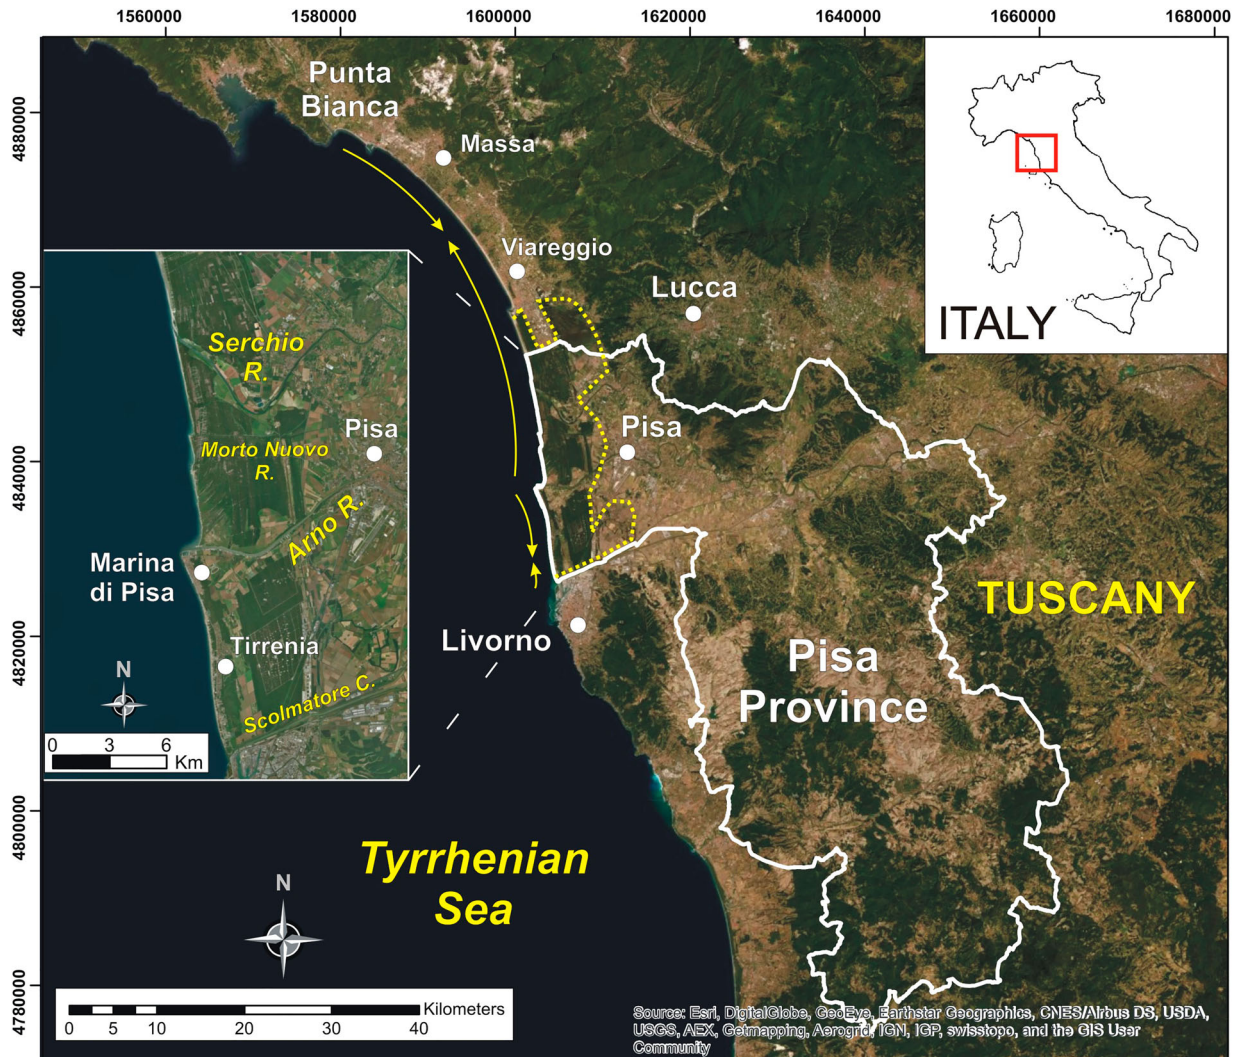 1560000
1580000
1600000
1620000
1640000
1660000
1680000
4880000
4860000
4840000
4820000
4800000
4780000
Punta
Bianca
Massa
Viareggio
Lucca
Pisa
Livorno
Pisa
Province
TUSCANY
Tyrrhenian
Sea
ITALY
Serchio
R.
Morto Nuovo
R.
Pisa
Arno R.
Marina
di Pisa
Tirrenia
Scolmatore C.
N
0 3 6
Km
N
Kilometers
0 5 10 20 30 40
Source: Esri, DigitalGlobe, GeoEye, Earthstar Geographics, CNES/Airbus DS, USDA,
USGS, AEX, Getmapping, Aerogrid, IGN, IGP, swisstopo, and the GIS User
Community